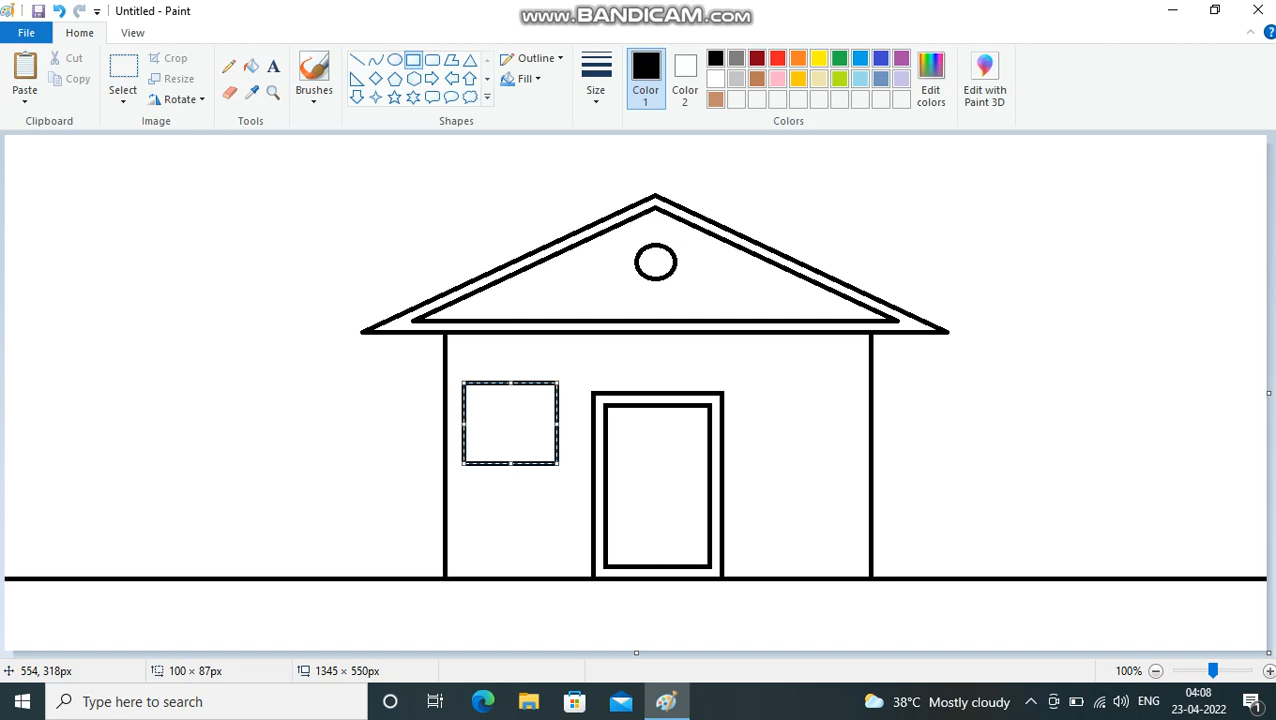 Untitled - Paint
www.BANDICAM.com
File
Home
View
Paste
Cut
Copy
Clipboard
Select
Crop
Resize
Rotate
Image
Tools
Brushes
Shapes
Outline
Fill
Size
Color
1
Color
2
Edit
colors
Colors
Edit with
Paint 3D
554, 318px
100 × 87px
1345 × 550px
100%
Type here to search
38°C Mostly cloudy
ENG
04:08
23-04-2022
1